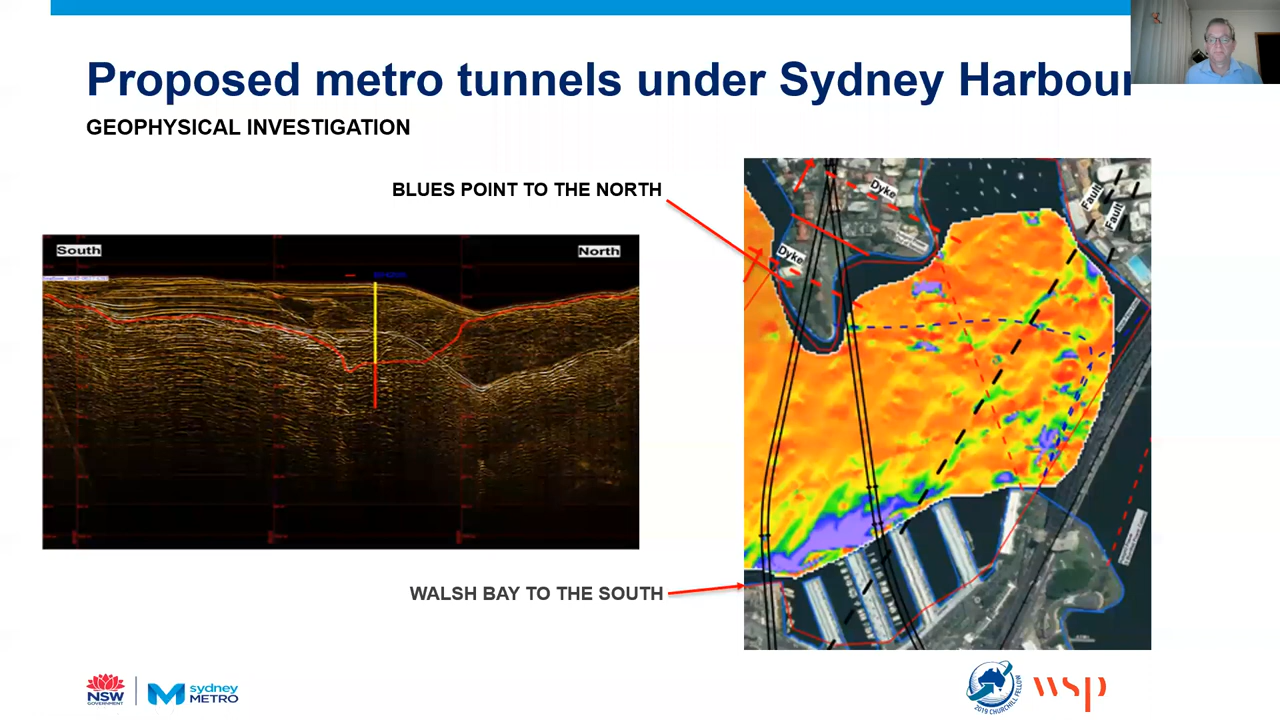 Proposed metro tunnels under Sydney Harbour
GEOPHYSICAL INVESTIGATION
BLUES POINT TO THE NORTH
South
North
Dyke
Dyke
Fault
Fault
WALSH BAY TO THE SOUTH
NSW
GOVERNMENT
sydney
METRO
2019 CHURCHILL FELLOW
wsp